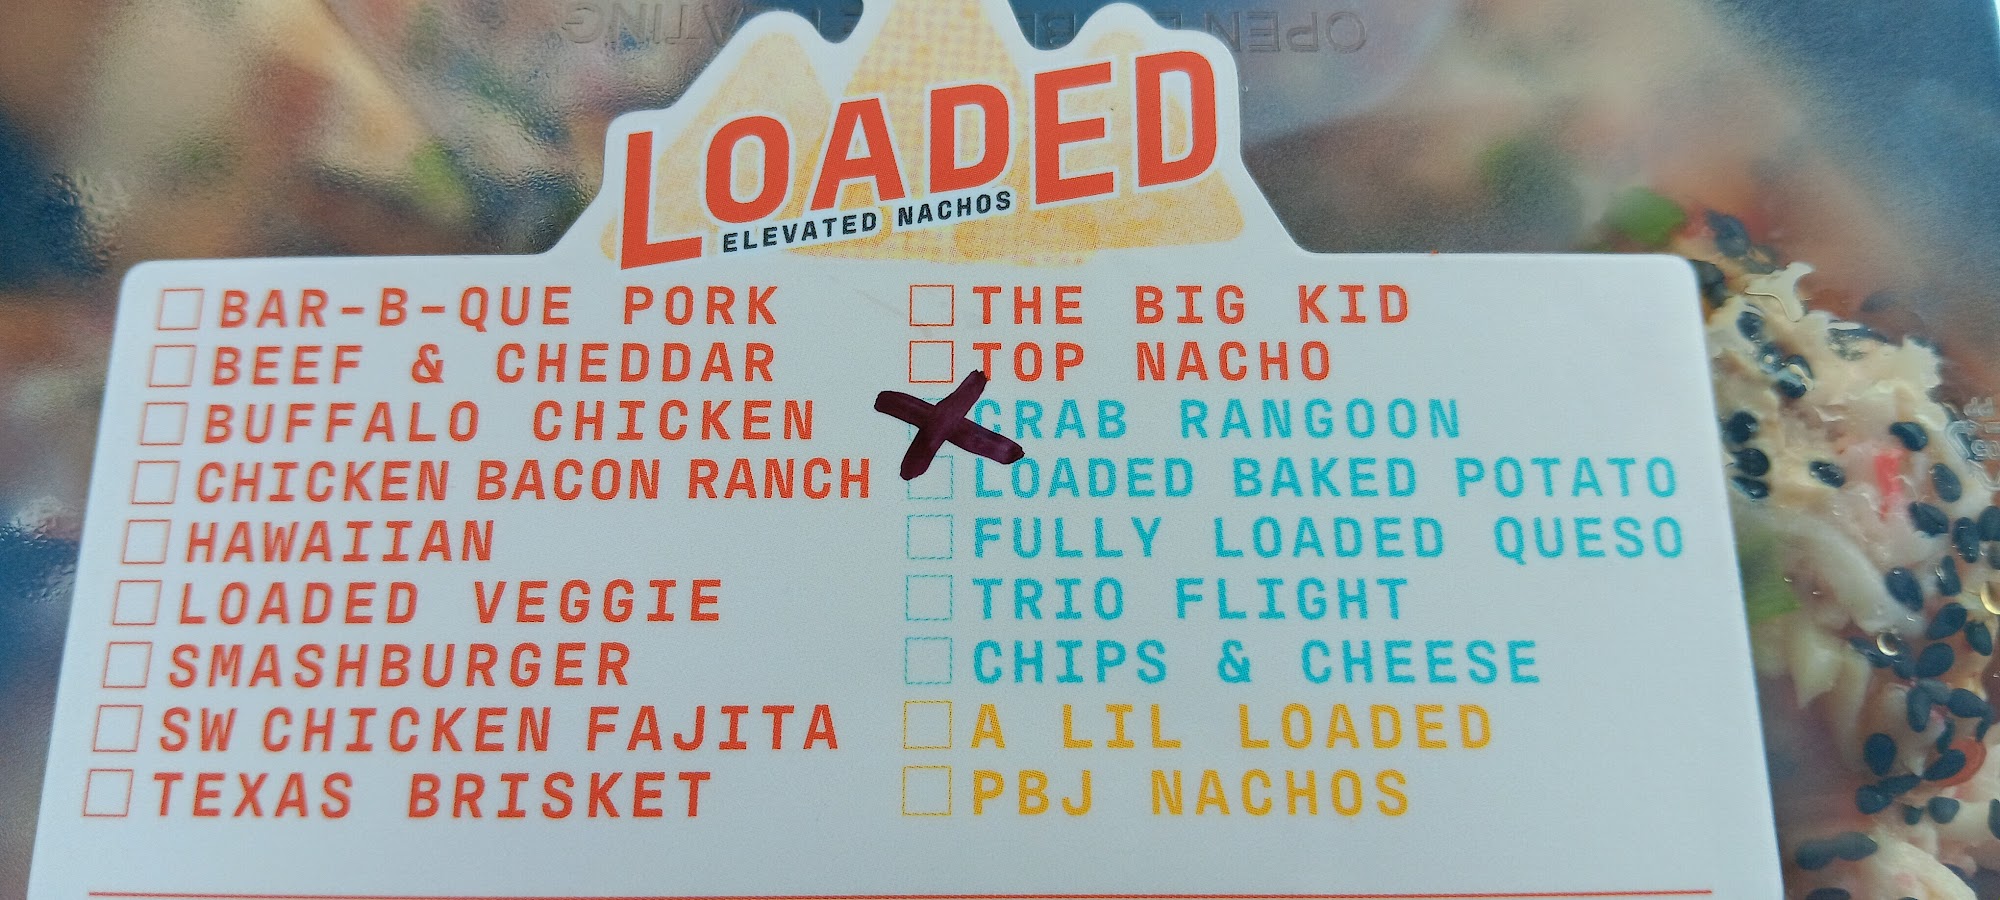 LOADED
ELEVATED NACHOS
BAR-B-QUE PORK
BEEF & CHEDDAR
BUFFALO CHICKEN
CHICKEN BACON RANCH
HAWAIIAN
LOADED VEGGIE
SMASHBURGER
SW CHICKEN FAJITA
TEXAS BRISKET
THE BIG KID
TOP NACHO
CRAB RANGOON
LOADED BAKED POTATO
FULLY LOADED QUESO
TRIO FLIGHT
CHIPS & CHEESE
A LIL LOADED
PBJ NACHOS